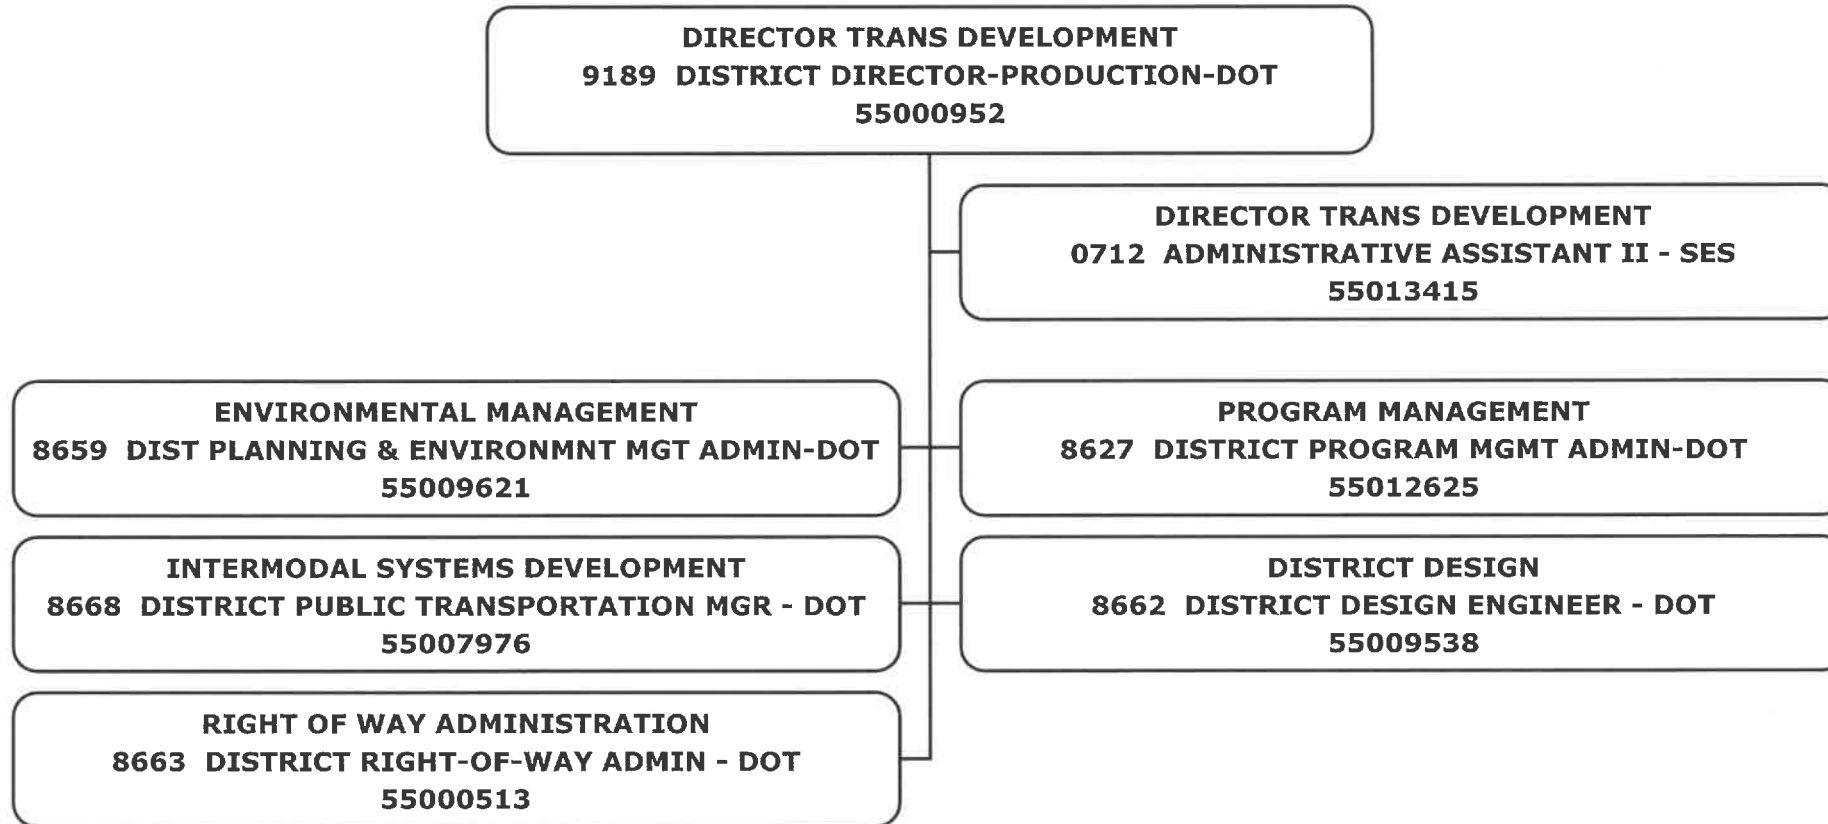 DIRECTOR TRANS DEVELOPMENT
9189 DISTRICT DIRECTOR-PRODUCTION-DOT
55000952
DIRECTOR TRANS DEVELOPMENT
0712 ADMINISTRATIVE ASSISTANT II - SES
55013415
ENVIRONMENTAL MANAGEMENT
8659 DIST PLANNING & ENVIRONMNT MGT ADMIN-DOT
55009621
PROGRAM MANAGEMENT
8627 DISTRICT PROGRAM MGMT ADMIN-DOT
55012625
INTERMODAL SYSTEMS DEVELOPMENT
8668 DISTRICT PUBLIC TRANSPORTATION MGR - DOT
55007976
DISTRICT DESIGN
8662 DISTRICT DESIGN ENGINEER - DOT
55009538
RIGHT OF WAY ADMINISTRATION
8663 DISTRICT RIGHT-OF-WAY ADMIN - DOT
55000513